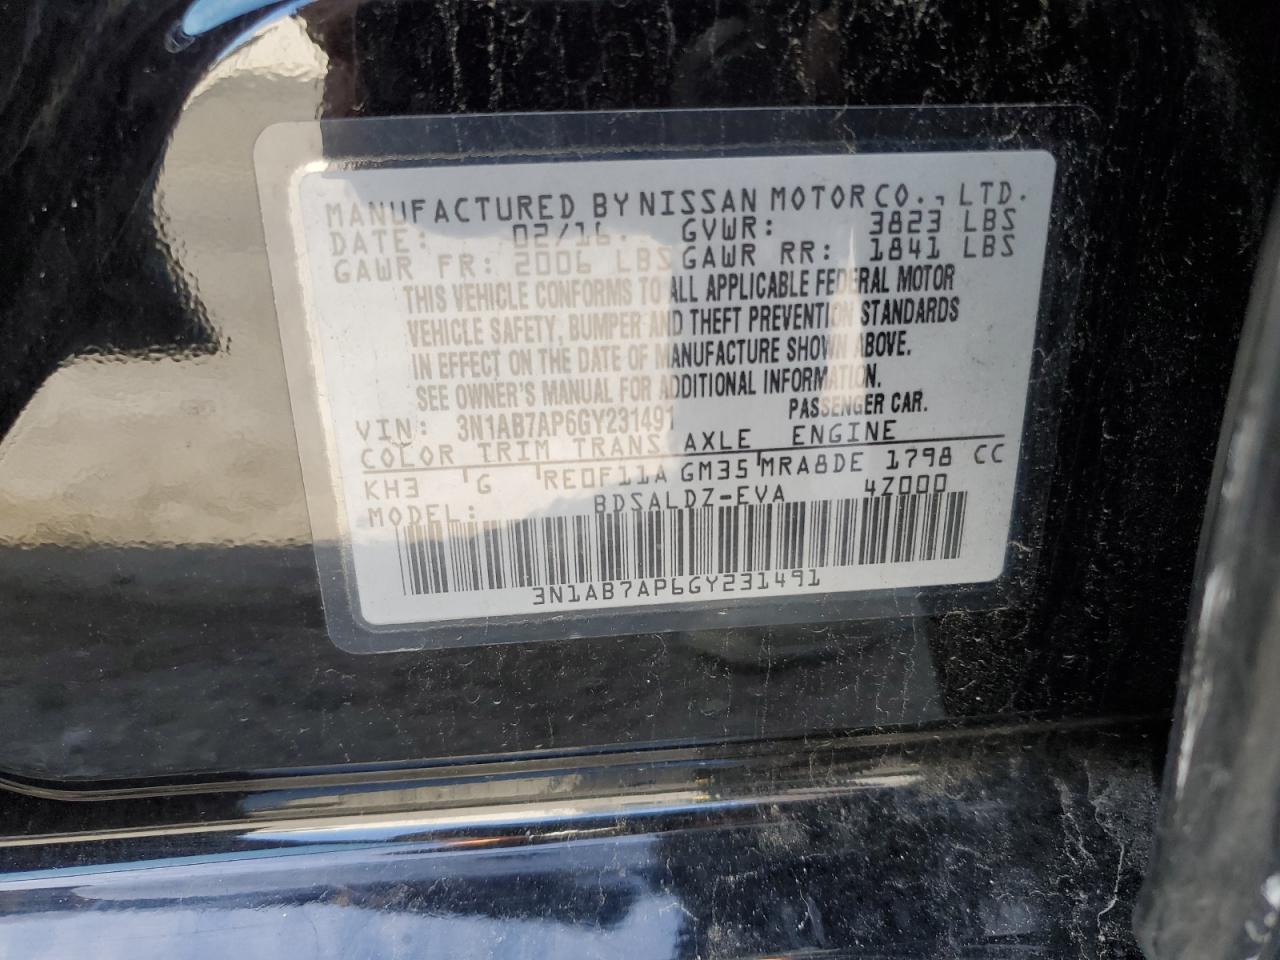 MANUFACTURED BY NISSAN MOTOR CO., LTD.
DATE: 02/16. GVWR: 3823 LBS
GAWR FR: 2006 LBS GAWR RR: 1841 LBS
THIS VEHICLE CONFORMS TO ALL APPLICABLE FEDERAL MOTOR
VEHICLE SAFETY, BUMPER AND THEFT PREVENTION STANDARDS
IN EFFECT ON THE DATE OF MANUFACTURE SHOWN ABOVE.
SEE OWNER'S MANUAL FOR ADDITIONAL INFORMATION.
VIN: 3N1AB7AP6GY231491 PASSENGER CAR.
COLOR TRIM TRANS AXLE ENGINE
KH3 G RE0F11A GM35 MRA8DE 1798 CC
MODEL: BDSALDZ-EVA 4Z000
3N1AB7AP6GY231491